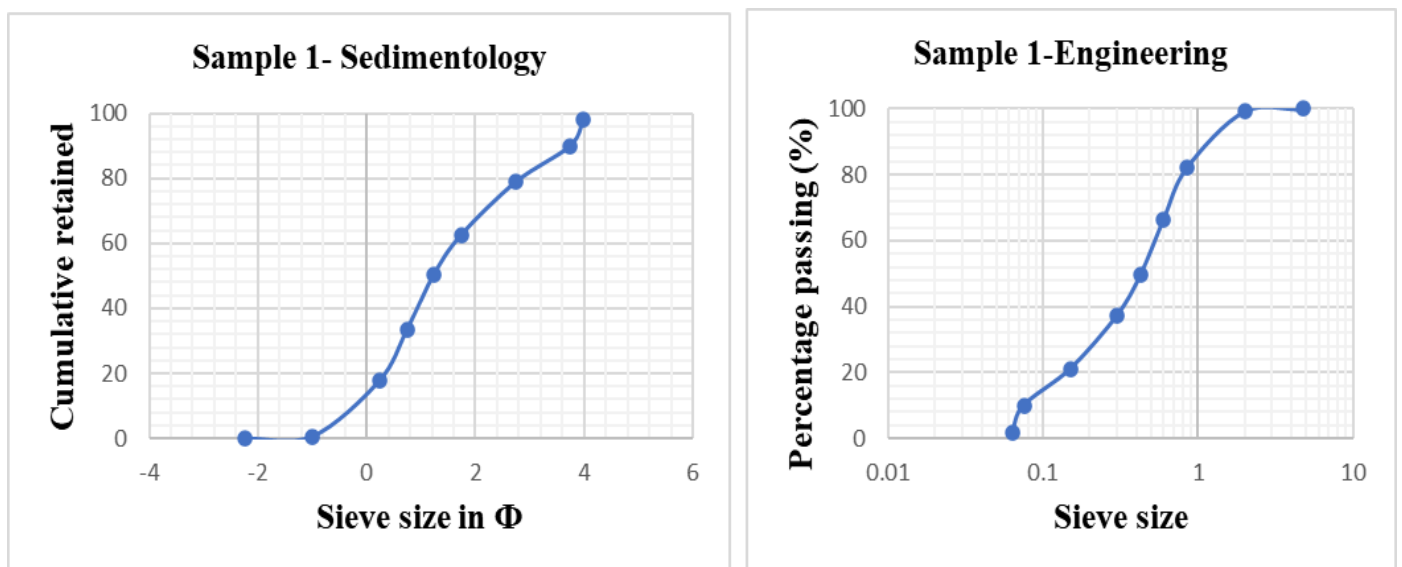 Sample 1- Sedimentology
Cumulative retained
100
80
60
40
20
0
-4 -2 0 2 4 6
Sieve size in Φ
Sample 1-Engineering
Percentage passing (%)
100
80
60
40
20
0
0.01 0.1 1 10
Sieve size